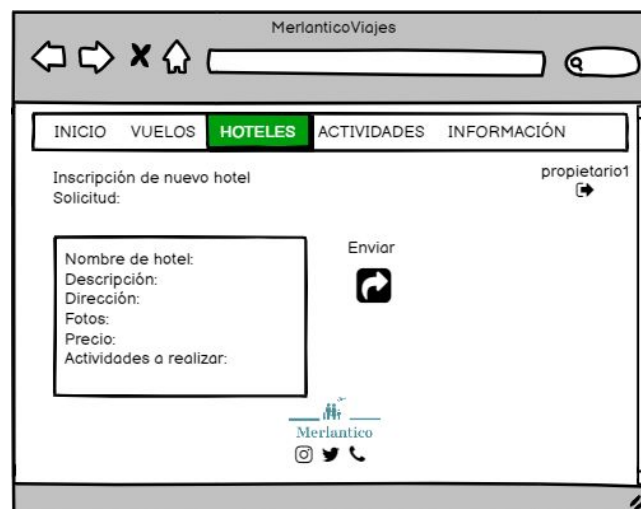 MerlanticoViajes
INICIO VUELOS HOTELES ACTIVIDADES INFORMACIÓN
propietario1
Inscripción de nuevo hotel
Solicitud:
Nombre de hotel:
Descripción:
Dirección:
Fotos:
Precio:
Actividades a realizar:
Enviar
Merlantico